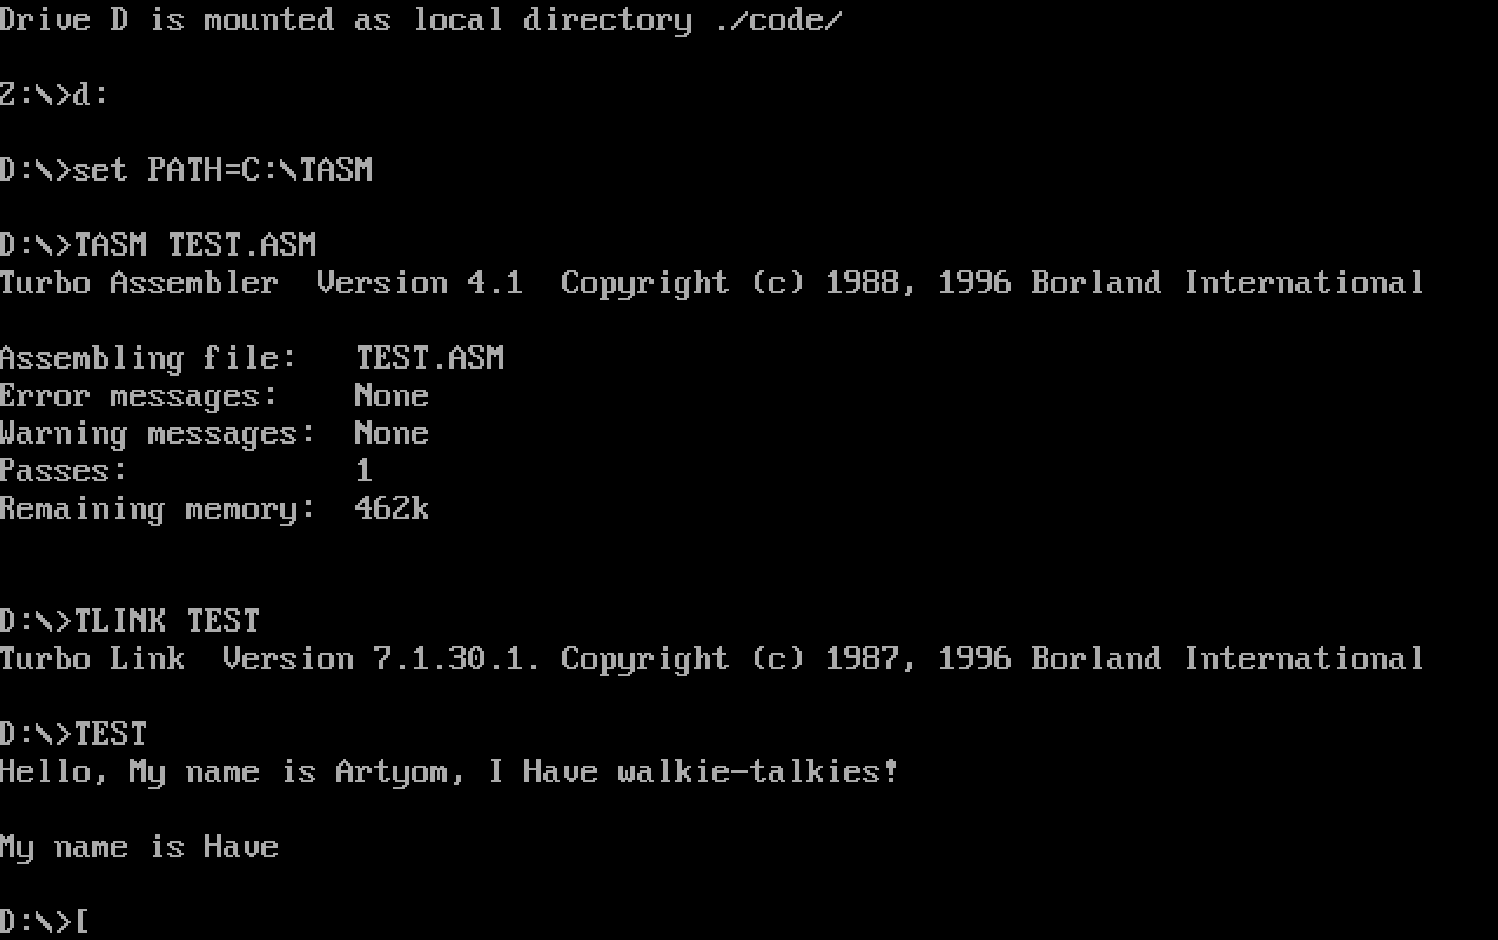 Drive D is mounted as local directory ./code/
Z:\>d:
D:\>set PATH=C:\TASM
D:\>TASM TEST.ASM
Turbo Assembler  Version 4.1  Copyright (c) 1988, 1996 Borland International
Assembling file:   TEST.ASM
Error messages:    None
Warning messages:  None
Passes:            1
Remaining memory:  462k
D:\>TLINK TEST
Turbo Link  Version 7.1.30.1. Copyright (c) 1987, 1996 Borland International
D:\>TEST
Hello, My name is Artyom, I Have walkie-talkies!
My name is Have
D:\>[